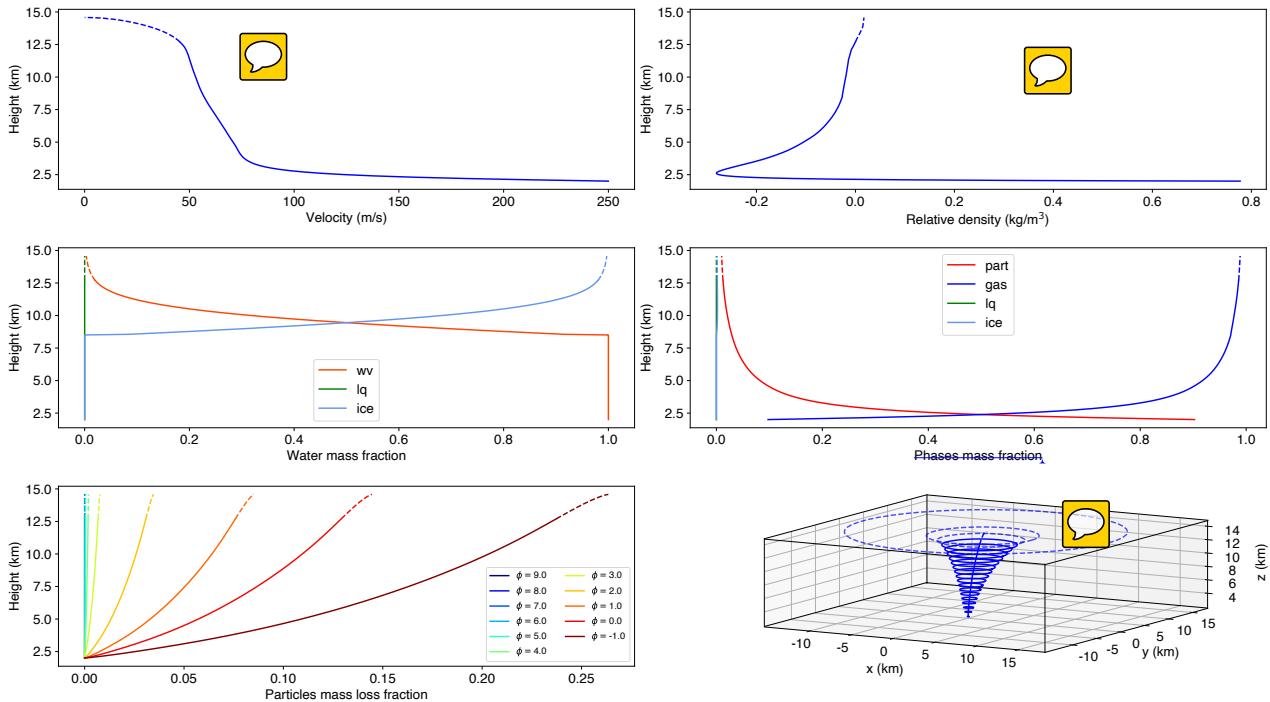 15.0
12.5
10.0
7.5
5.0
2.5
Height (km)
0 50 100 150 200 250
Velocity (m/s)
15.0
12.5
10.0
7.5
5.0
2.5
Height (km)
-0.2 0.0 0.2 0.4 0.6 0.8
Relative density (kg/m³)
15.0
12.5
10.0
7.5
5.0
2.5
Height (km)
wv
lq
ice
0.0 0.2 0.4 0.6 0.8 1.0
Water mass fraction
15.0
12.5
10.0
7.5
5.0
2.5
Height (km)
part
gas
lq
ice
0.0 0.2 0.4 0.6 0.8 1.0
Phases mass fraction
15.0
12.5
10.0
7.5
5.0
2.5
Height (km)
ϕ = 9.0 ϕ = 3.0
ϕ = 8.0 ϕ = 2.0
ϕ = 7.0 ϕ = 1.0
ϕ = 6.0 ϕ = 0.0
ϕ = 5.0 ϕ = -1.0
ϕ = 4.0
0.00 0.05 0.10 0.15 0.20 0.25
Particles mass loss fraction
14
12
10
8
6
4
z (km)
-10 -5 0 5 10 15
x (km)
-10 -5 0 5 10 15
y (km)